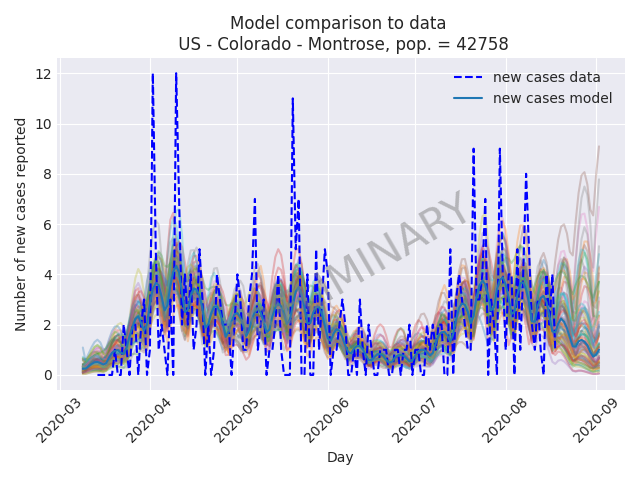 Model comparison to data
US - Colorado - Montrose, pop. = 42758
Number of new cases reported
12
10
8
6
4
2
0
new cases data
new cases model
MINARY
2020-03
2020-04
2020-05
2020-06
2020-07
2020-08
2020-09
Day